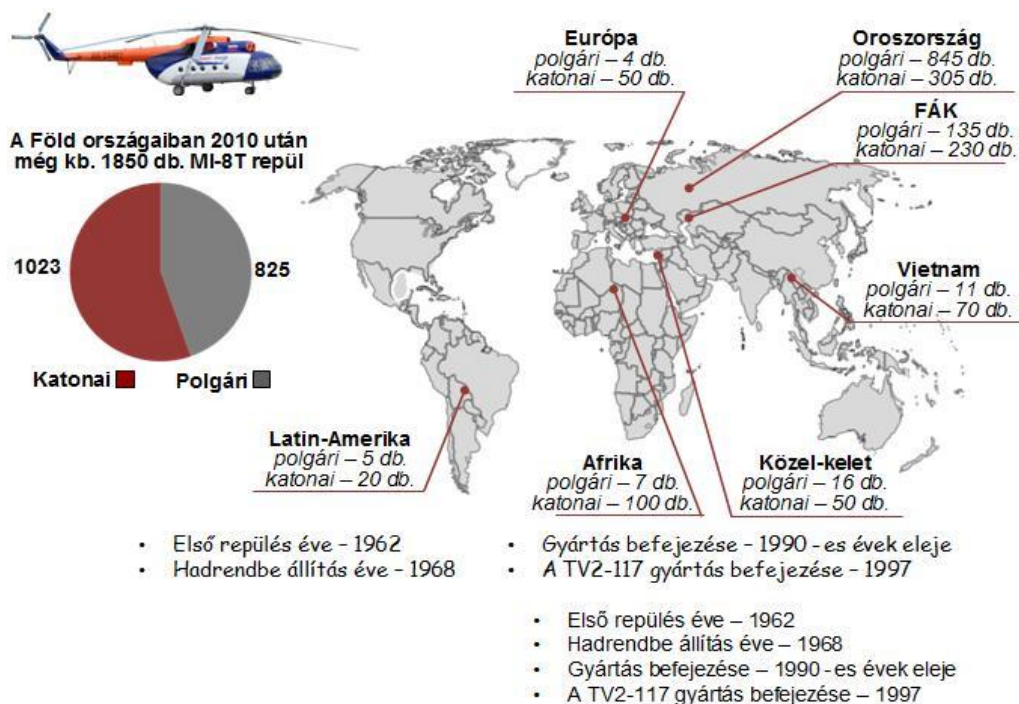 A Föld országaiban 2010 után
még kb. 1850 db. MI-8T repül
1023
825
Katonai
Polgári
Európa
polgári – 4 db.
katonai – 50 db.
Oroszország
polgári – 845 db.
katonai – 305 db.
FÁK
polgári – 135 db.
katonai – 230 db.
Vietnam
polgári – 11 db.
katonai – 70 db.
Latin-Amerika
polgári – 5 db.
katonai – 20 db.
Afrika
polgári – 7 db.
katonai – 100 db.
Közel-kelet
polgári – 16 db.
katonai – 50 db.
• Első repülés éve – 1962
• Hadrendbe állítás éve – 1968
• Gyártás befejezése – 1990 - es évek eleje
• A TV2-117 gyártás befejezése – 1997
• Első repülés éve – 1962
• Hadrendbe állítás éve – 1968
• Gyártás befejezése – 1990 - es évek eleje
• A TV2-117 gyártás befejezése – 1997